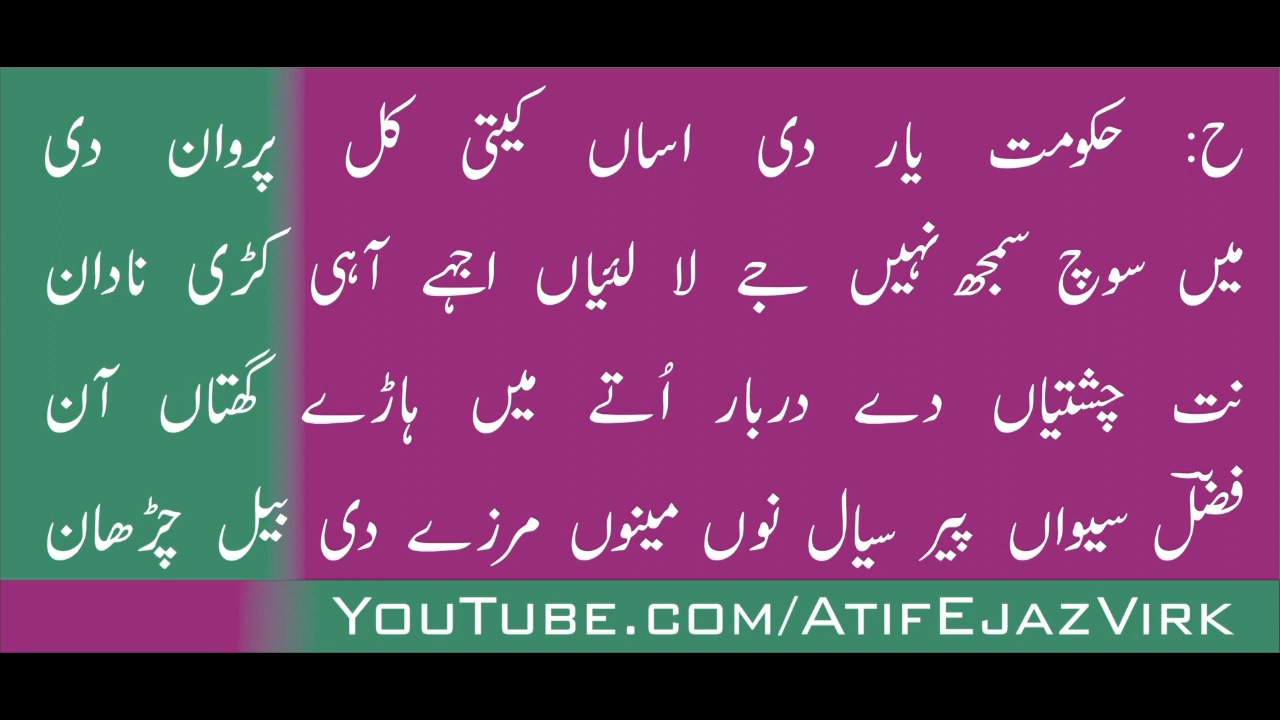 ح: حکومت یار دی اساں کیتی کل پروان دی
میں سوچ سمجھ نہیں جے لا لئیاں اجہے آہی کڑی نادان
نت چشتیاں دے دربار اُتے میں ہاڑے گھتاں آن
فضلؔ سیواں پیر سیال نوں مینوں مرزے دی بیل چڑھان
YouTube.com/AtifEjazVirk